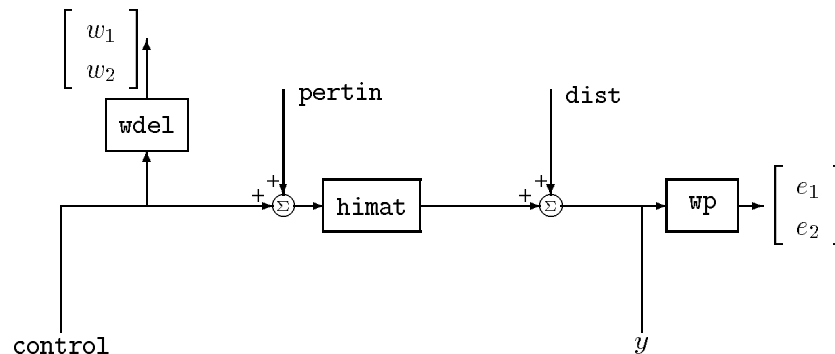 w1
w2
pertin
dist
wdel
+
+
+
+
e1
e2
Σ
himat
Σ
wp
control
y